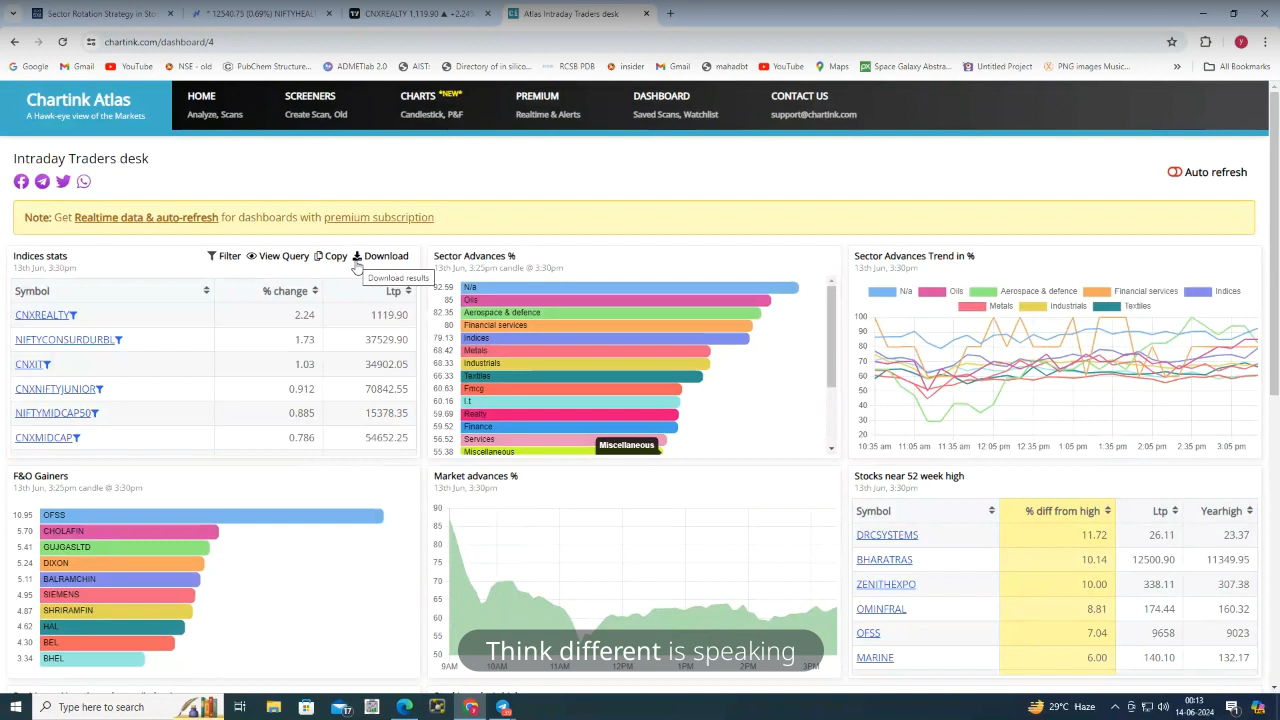 Sector Rotation Strategy in Sto
" 12540.75 (0.69%) NIFTYHEAL
CNXREALTY 1,119.90 ▲ +2.24%
Atlas Intraday Traders desk
chartink.com/dashboard/4
Google
Gmail
YouTube
NSE - old
PubChem Structure...
ADMETlab 2.0
AIST:
Directory of in silico...
RCSB PDB
insider
Gmail
mahadbt
YouTube
Maps
Space Galaxy Abstra...
Untitled Project
PNG images Music...
»
All Bookmarks
Chartink Atlas
A Hawk-eye view of the Markets
HOME
Analyze, Scans
SCREENERS
Create Scan, Old
CHARTS *NEW*
Candlestick, P&F
PREMIUM
Realtime & Alerts
DASHBOARD
Saved Scans, Watchlist
CONTACT US
support@chartink.com
Intraday Traders desk
Auto refresh
Note: Get Realtime data & auto-refresh for dashboards with premium subscription
Indices stats
13th Jun, 3:30pm
Filter View Query Copy Download
Download results
Symbol % change Ltp
CNXREALTY 2.24 1119.90
NIFTYCONSURDURBL 1.73 37529.90
CNXIT 1.03 34902.05
CNXNIFTYJUNIOR 0.912 70842.55
NIFTYMIDCAP50 0.885 15378.35
CNXMIDCAP 0.786 54652.25
Sector Advances %
13th Jun, 3:25pm candle @ 3:30pm
92.59 N/a
85 Oils
82.35 Aerospace & defence
80 Financial services
79.13 Indices
68.42 Metals
68.33 Industrials
66.33 Textiles
60.63 Fmcg
60.16 I.t
59.69 Realty
59.52 Finance
56.52 Services
55.38 Miscellaneous
Miscellaneous
Sector Advances Trend in %
13th Jun, 3:30pm
N/a Oils Aerospace & defence Financial services Indices
Metals Industrials Textiles
100
90
80
70
60
50
40
30
20
10:35 am 11:05 am 11:35 am 12:05 pm 12:35 pm 1:05 pm 1:35 pm 2:05 pm 2:35 pm 3:05 pm
F&O Gainers
13th Jun, 3:25pm candle @ 3:30pm
10.95 OFSS
5.70 CHOLAFIN
5.41 GUJGASLTD
5.24 DIXON
5.11 BALRAMCHIN
4.95 SIEMENS
4.87 SHRIRAMFIN
4.62 HAL
4.30 BEL
3.34 BHEL
Market advances %
13th Jun, 3:30pm
90
85
80
75
70
65
60
55
50
9AM 10AM 11AM 12PM 1PM 2PM 3PM
Stocks near 52 week high
13th Jun, 3:30pm
Symbol % diff from high Ltp Yearhigh
DRCSYSTEMS 11.72 26.11 23.37
BHARATRAS 10.14 12500.90 11349.95
ZENITHEXPO 10.00 338.11 307.38
OMINFRAL 8.81 174.44 160.32
OFSS 7.04 9658 9023
MARINE 6.00 140.10 132.17
Think different is speaking
Type here to search
29°C Haze
00:13
14-06-2024